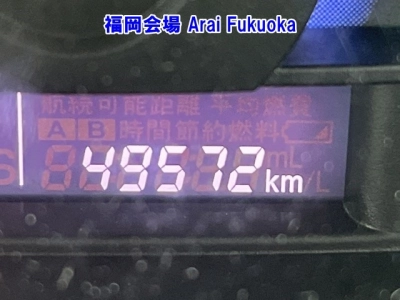 福岡会場 Arai Fukuoka
航続可能距離 平均燃費
A B 時間節約燃料
S 49572 km
mL
/L